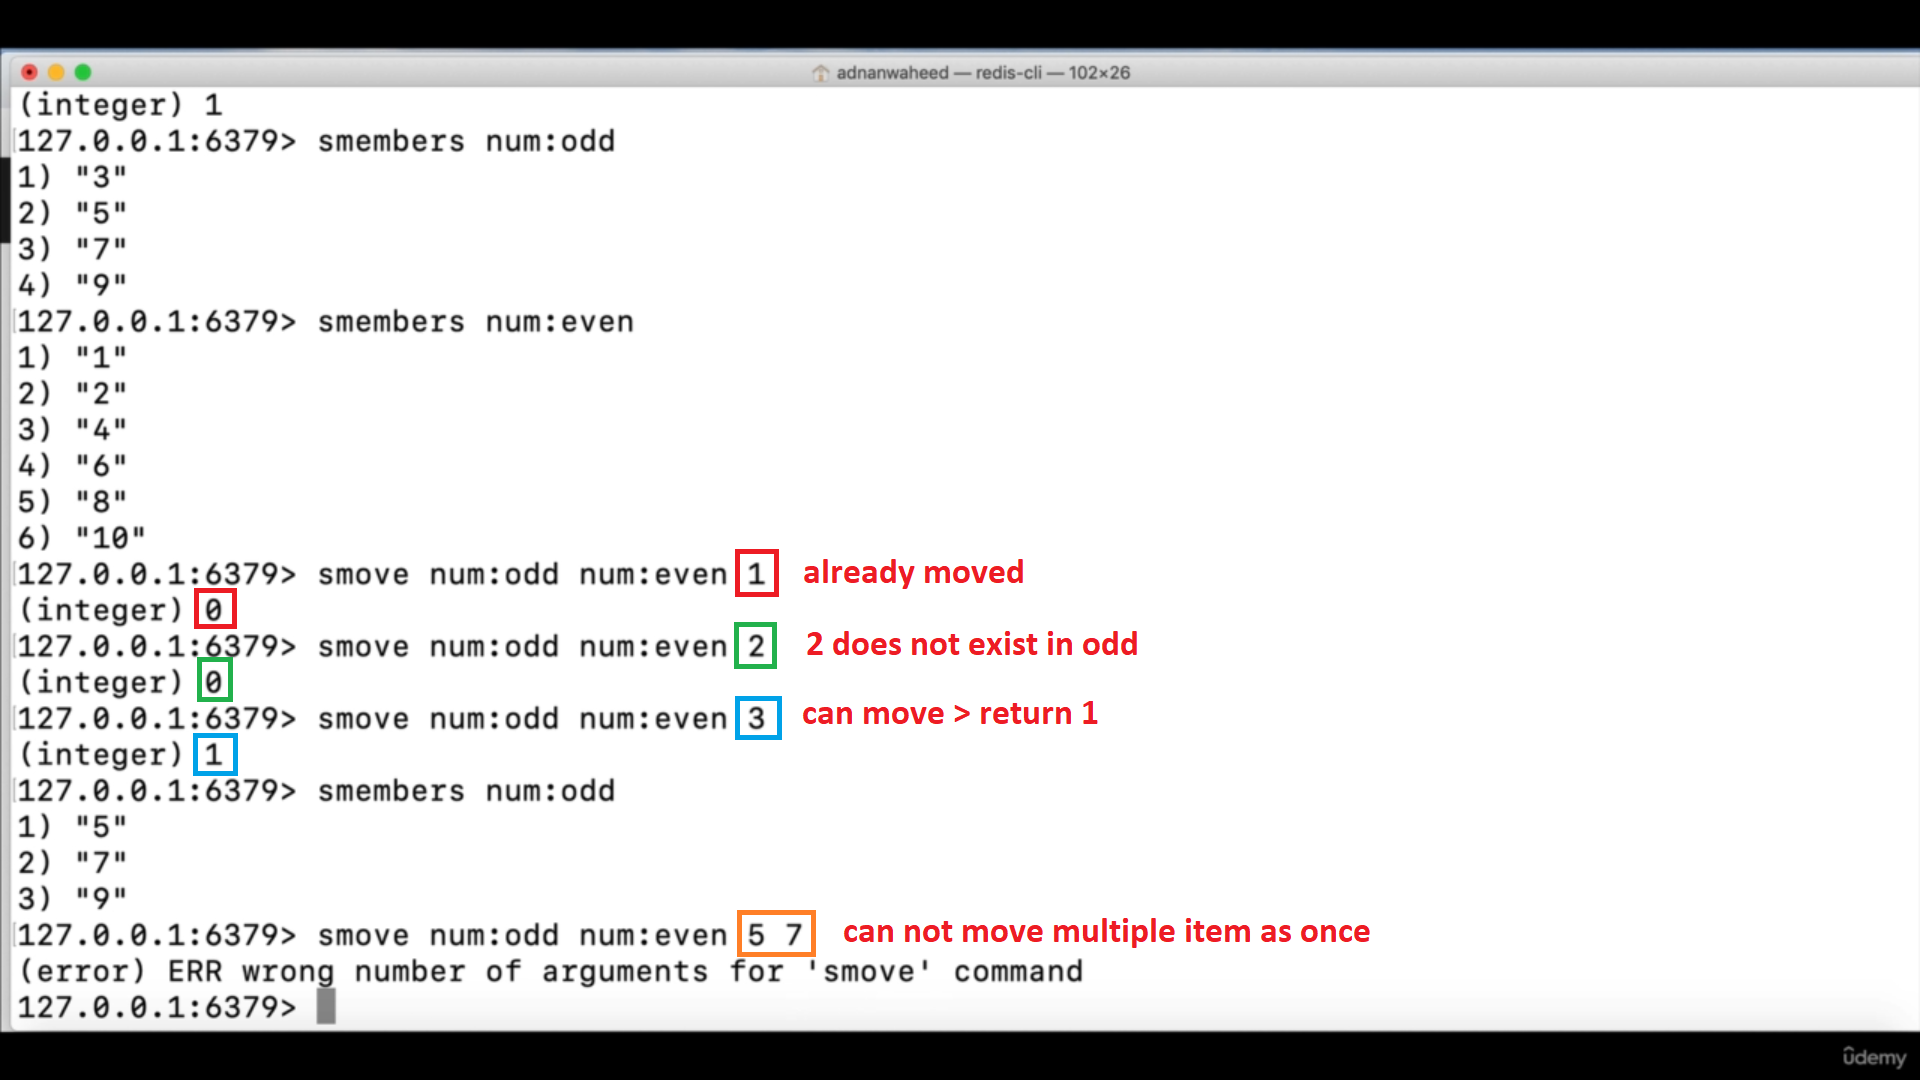 adnanwaheed — redis-cli — 102×26
(integer) 1
127.0.0.1:6379> smembers num:odd
1) "3"
2) "5"
3) "7"
4) "9"
127.0.0.1:6379> smembers num:even
1) "1"
2) "2"
3) "4"
4) "6"
5) "8"
6) "10"
127.0.0.1:6379> smove num:odd num:even 1 already moved
(integer) 0
127.0.0.1:6379> smove num:odd num:even 2 2 does not exist in odd
(integer) 0
127.0.0.1:6379> smove num:odd num:even 3 can move > return 1
(integer) 1
127.0.0.1:6379> smembers num:odd
1) "5"
2) "7"
3) "9"
127.0.0.1:6379> smove num:odd num:even 5 7 can not move multiple item as once
(error) ERR wrong number of arguments for 'smove' command
127.0.0.1:6379>
ûdemy